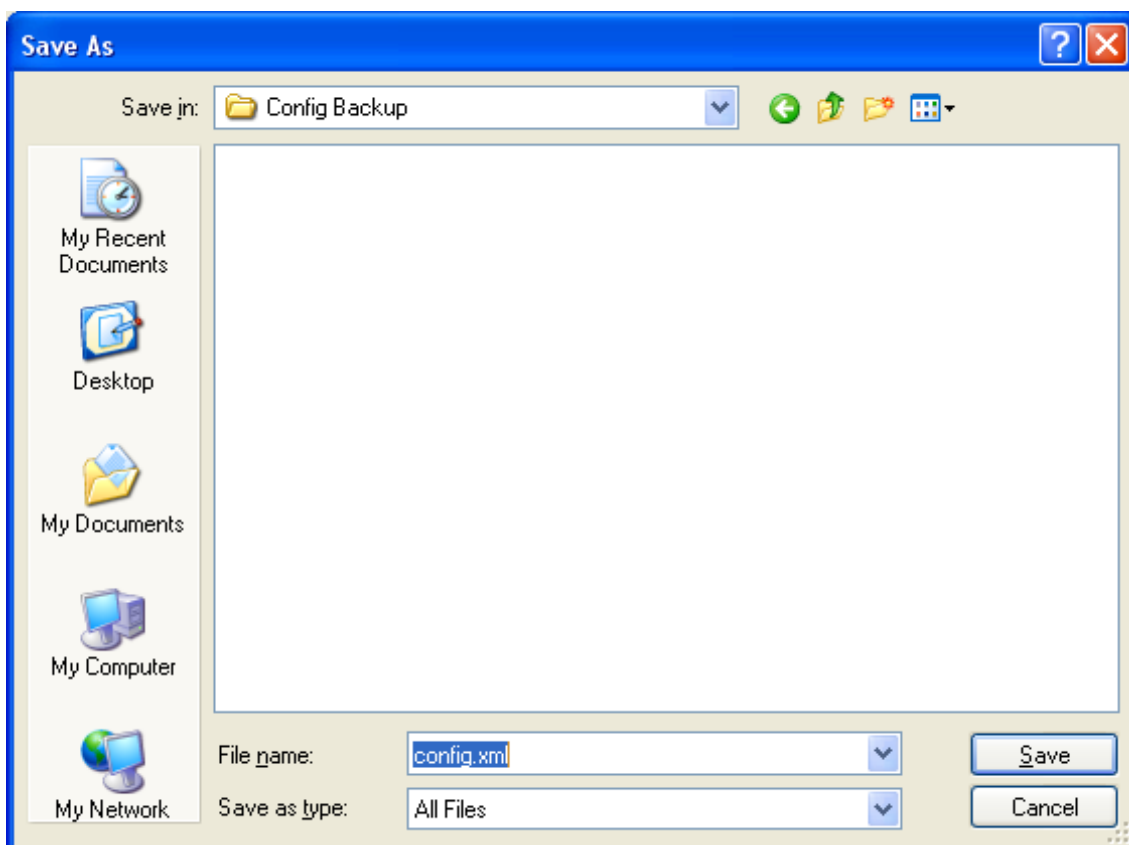 Save As
Save in: Config Backup
My Recent
Documents
Desktop
My Documents
My Computer
My Network
File name: config.xml
Save
Save as type: All Files
Cancel